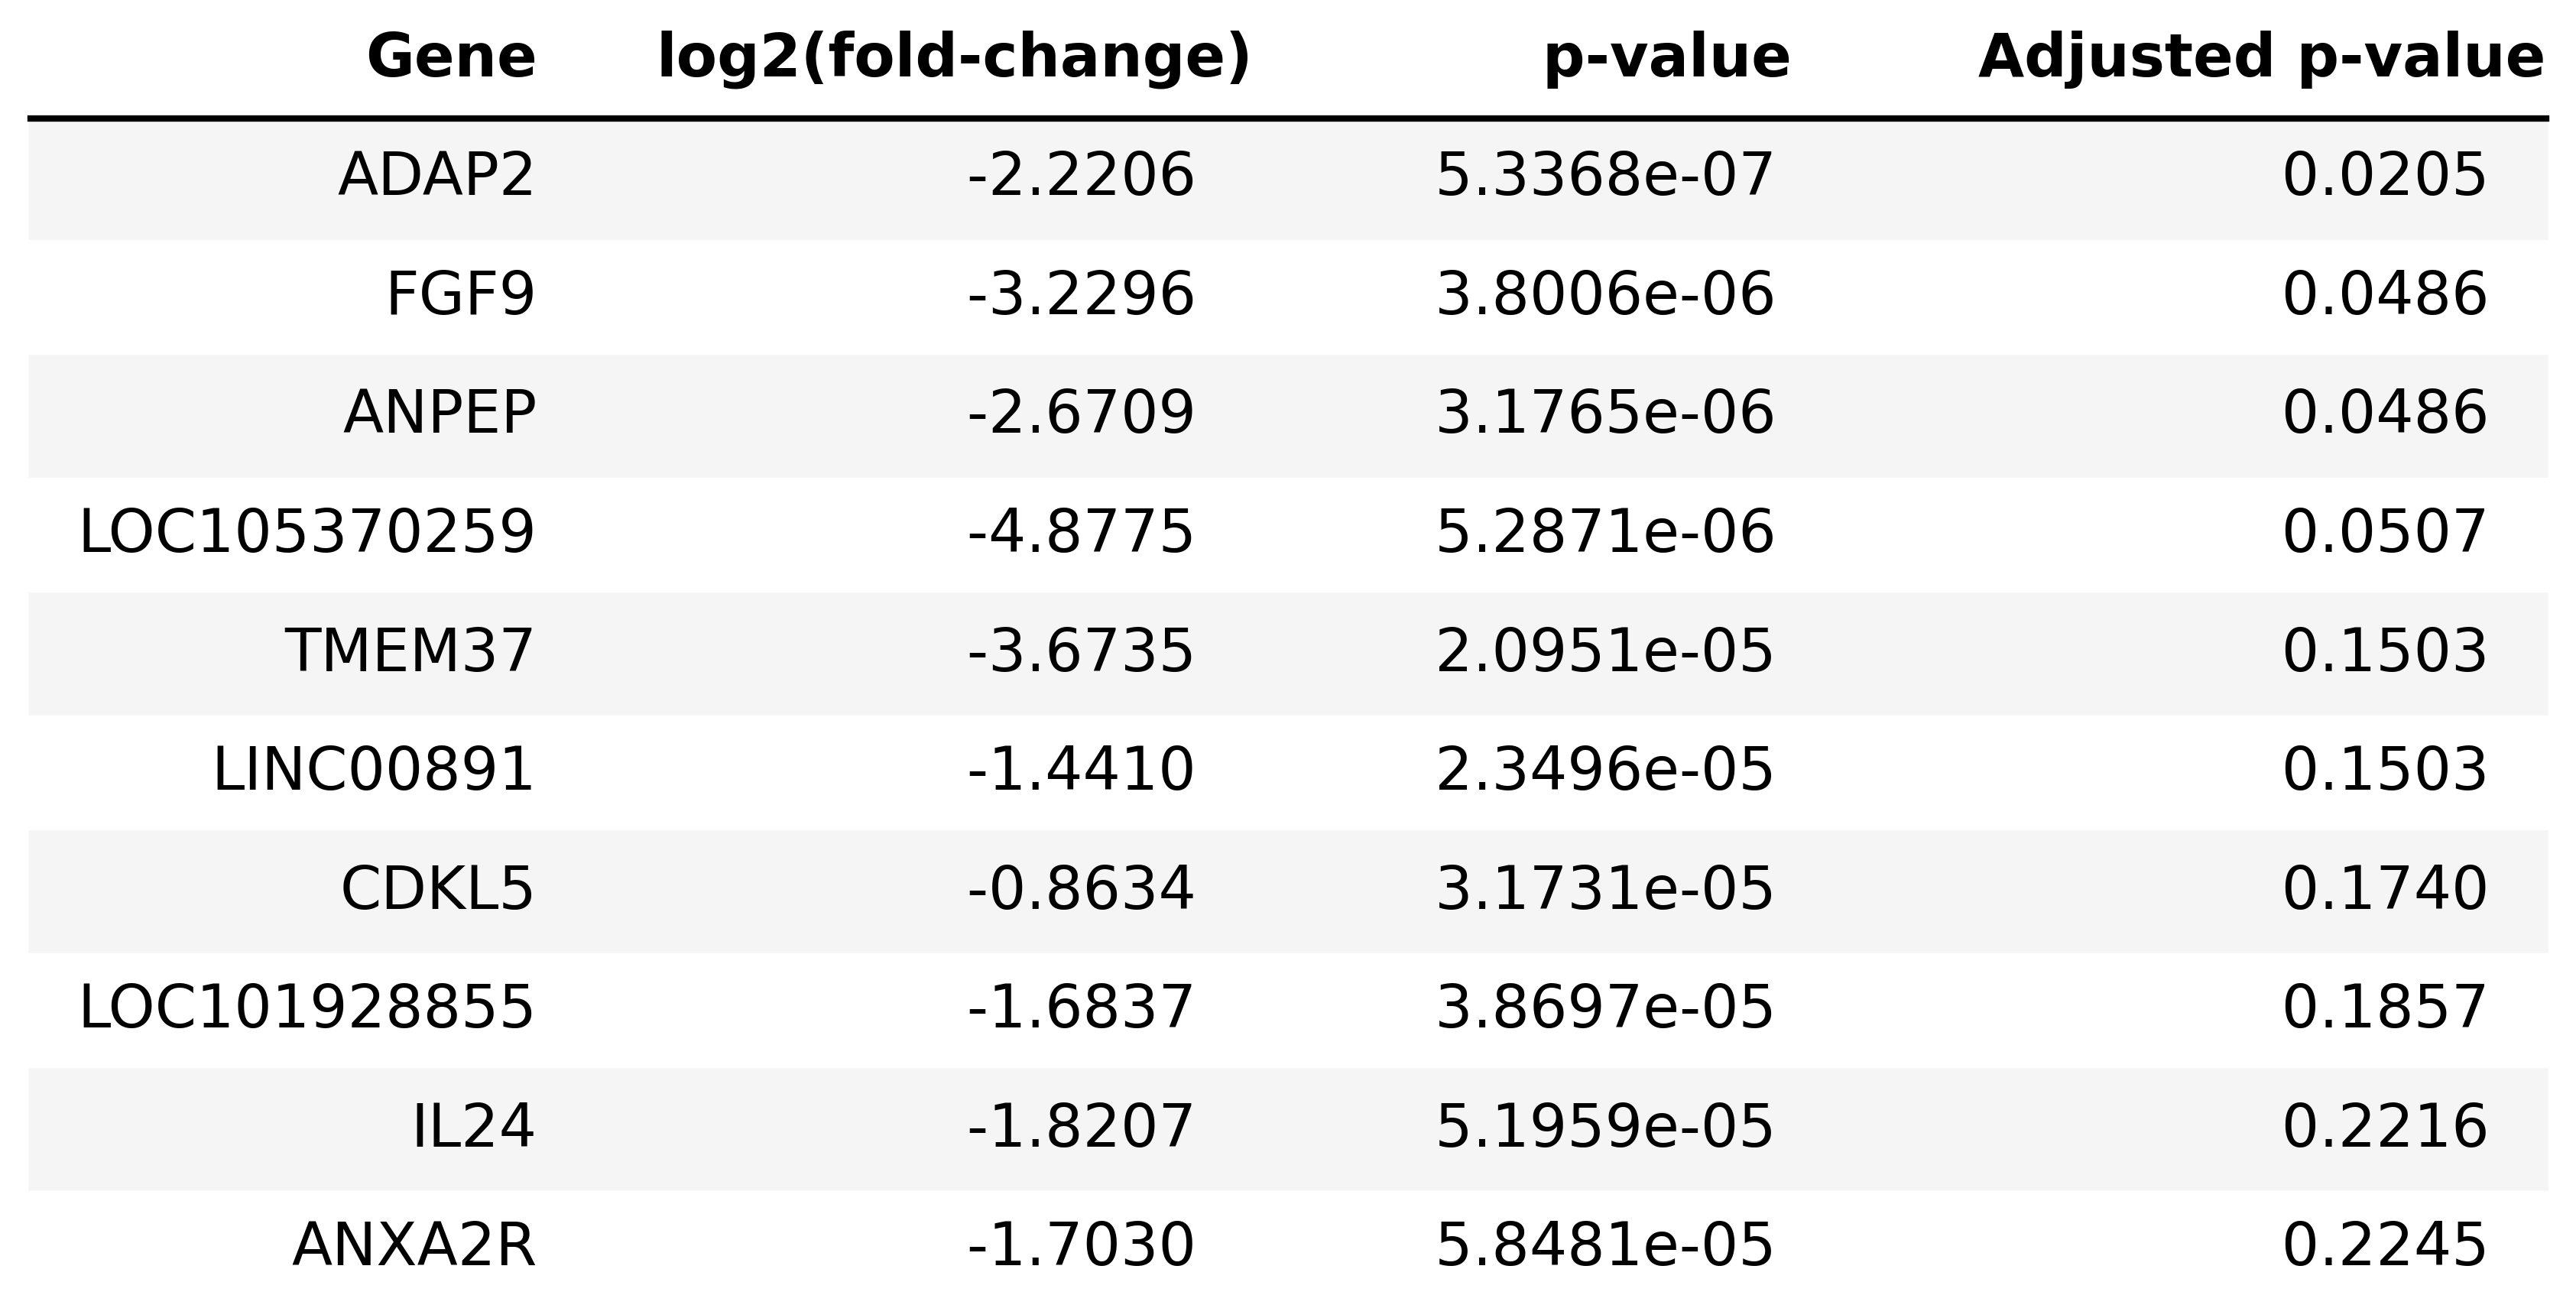 Gene log2(fold-change) p-value Adjusted p-value
ADAP2 -2.2206 5.3368e-07 0.0205
FGF9 -3.2296 3.8006e-06 0.0486
ANPEP -2.6709 3.1765e-06 0.0486
LOC105370259 -4.8775 5.2871e-06 0.0507
TMEM37 -3.6735 2.0951e-05 0.1503
LINC00891 -1.4410 2.3496e-05 0.1503
CDKL5 -0.8634 3.1731e-05 0.1740
LOC101928855 -1.6837 3.8697e-05 0.1857
IL24 -1.8207 5.1959e-05 0.2216
ANXA2R -1.7030 5.8481e-05 0.2245